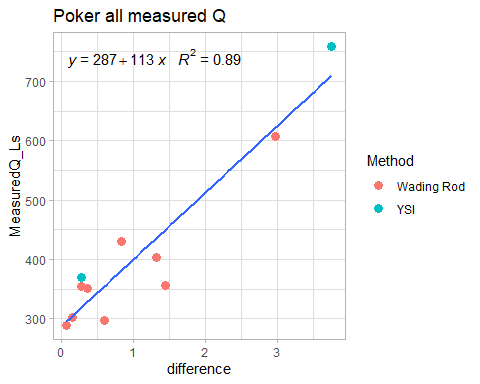 Poker all measured Q
y = 287 + 113 x R² = 0.89
MeasuredQ_Ls
700
600
500
400
300
0 1 2 3
difference
Method
Wading Rod
YSI